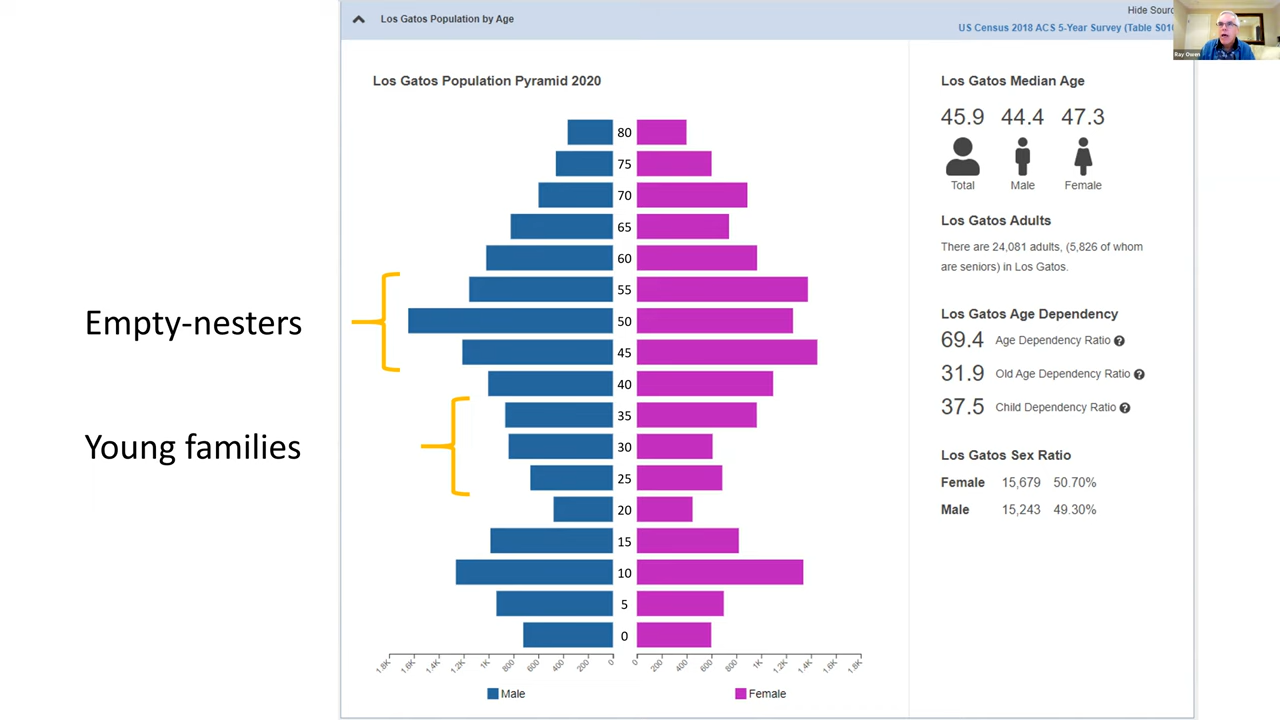 Los Gatos Population by Age
Hide Sourc
US Census 2018 ACS 5-Year Survey (Table S010
Ray Owen
Los Gatos Population Pyramid 2020
80
75
70
65
60
55
50
45
40
35
30
25
20
15
10
5
0
Empty-nesters
Young families
1.8K 1.6K 1.4K 1.2K 1K 800 600 400 200 0
0 200 400 600 800 1K 1.2K 1.4K 1.6K 1.8K
Male
Female
Los Gatos Median Age
45.9 44.4 47.3
Total Male Female
Los Gatos Adults
There are 24,081 adults, (5,826 of whom
are seniors) in Los Gatos.
Los Gatos Age Dependency
69.4 Age Dependency Ratio ?
31.9 Old Age Dependency Ratio ?
37.5 Child Dependency Ratio ?
Los Gatos Sex Ratio
Female 15,679 50.70%
Male 15,243 49.30%